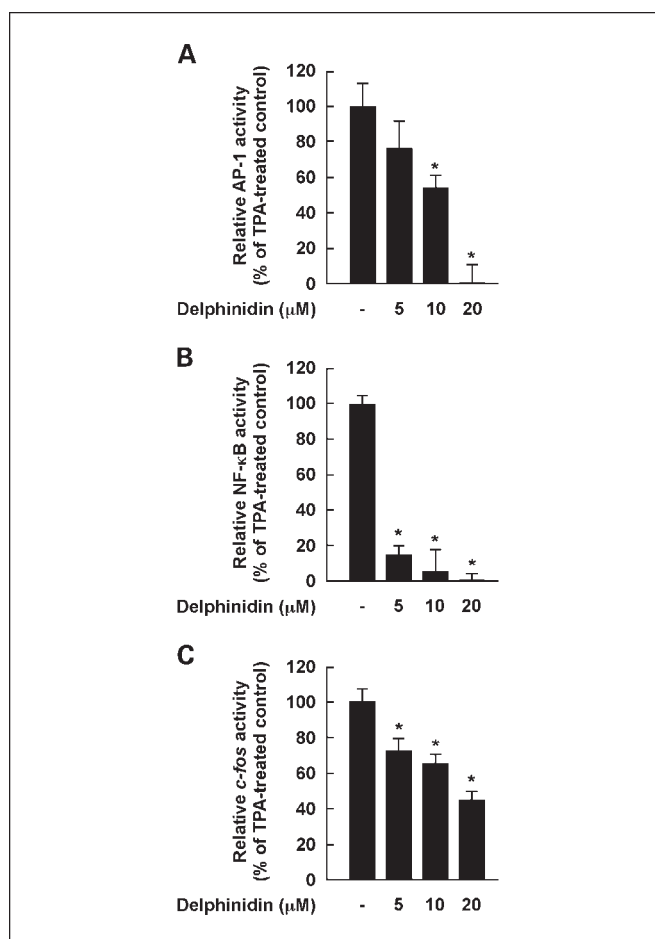 A
Relative AP-1 activity
(% of TPA-treated control)
120
100
80
60
40
20
0
*
*
Delphinidin (μM) - 5 10 20
B
Relative NF-κB activity
(% of TPA-treated control)
120
100
80
60
40
20
0
* * *
Delphinidin (μM) - 5 10 20
C
Relative c-fos activity
(% of TPA-treated control)
120
100
80
60
40
20
0
* * *
Delphinidin (μM) - 5 10 20